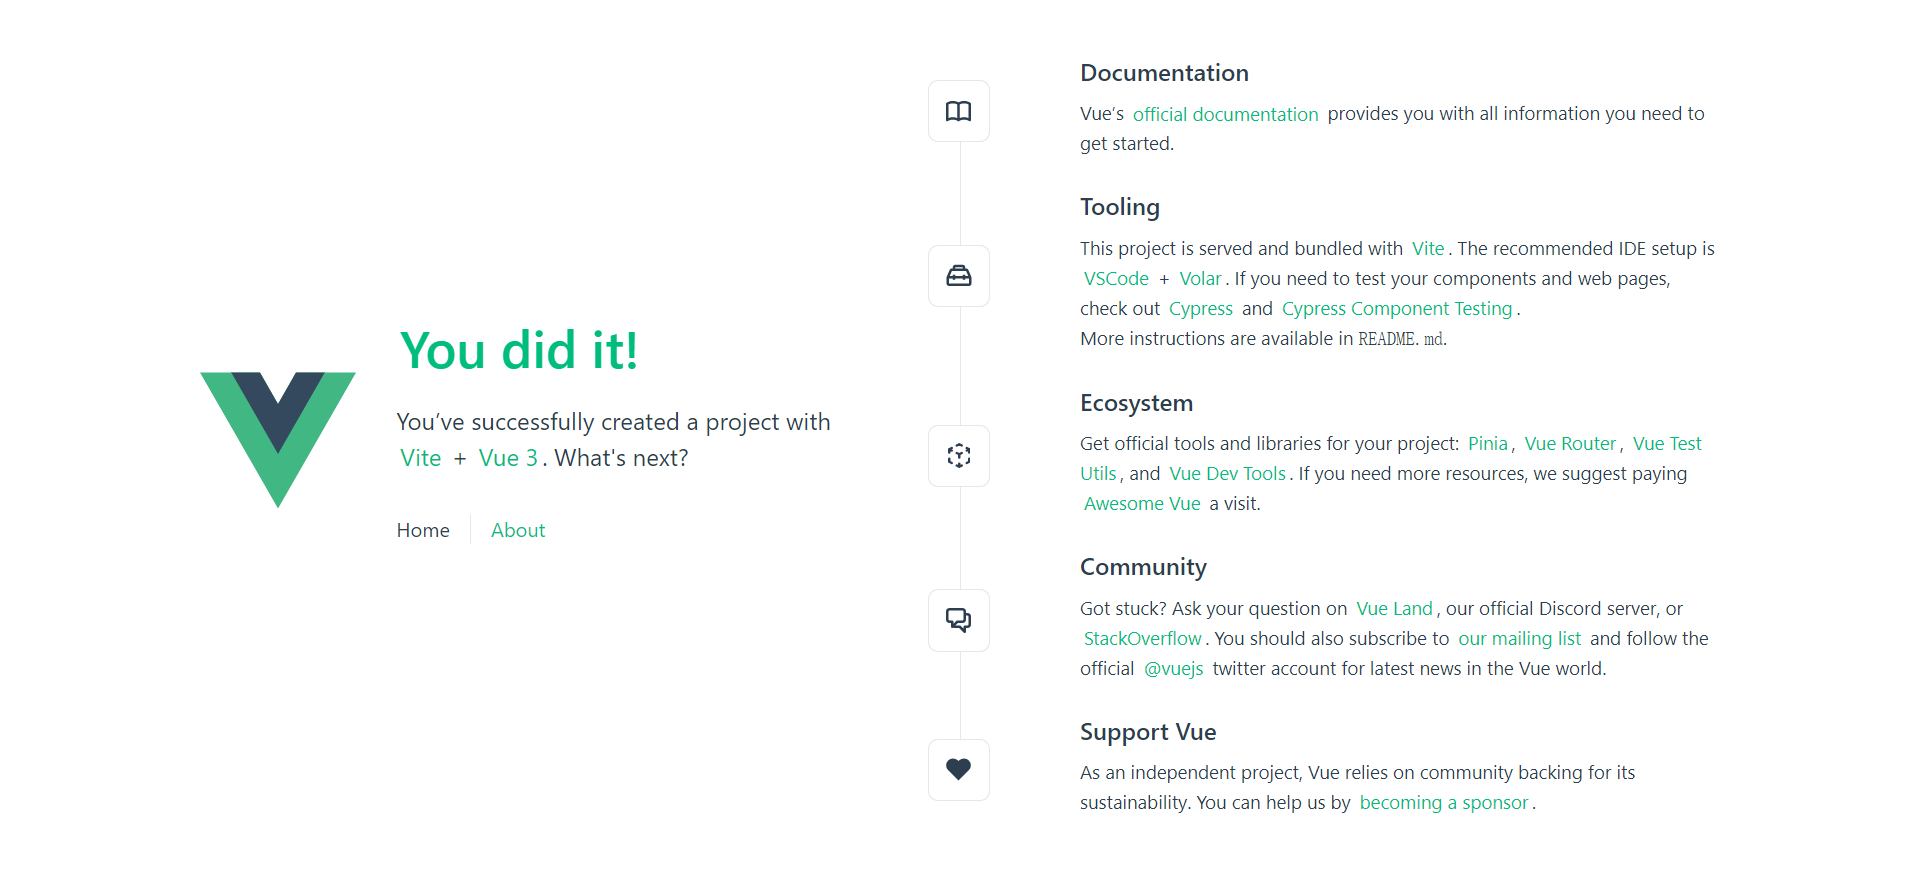 You did it!
You’ve successfully created a project with
Vite + Vue 3. What's next?
Home About
Documentation
Vue’s official documentation provides you with all information you need to
get started.
Tooling
This project is served and bundled with Vite. The recommended IDE setup is
VSCode + Volar. If you need to test your components and web pages,
check out Cypress and Cypress Component Testing.
More instructions are available in README.md.
Ecosystem
Get official tools and libraries for your project: Pinia, Vue Router, Vue Test
Utils, and Vue Dev Tools. If you need more resources, we suggest paying
Awesome Vue a visit.
Community
Got stuck? Ask your question on Vue Land, our official Discord server, or
StackOverflow. You should also subscribe to our mailing list and follow the
official @vuejs twitter account for latest news in the Vue world.
Support Vue
As an independent project, Vue relies on community backing for its
sustainability. You can help us by becoming a sponsor.